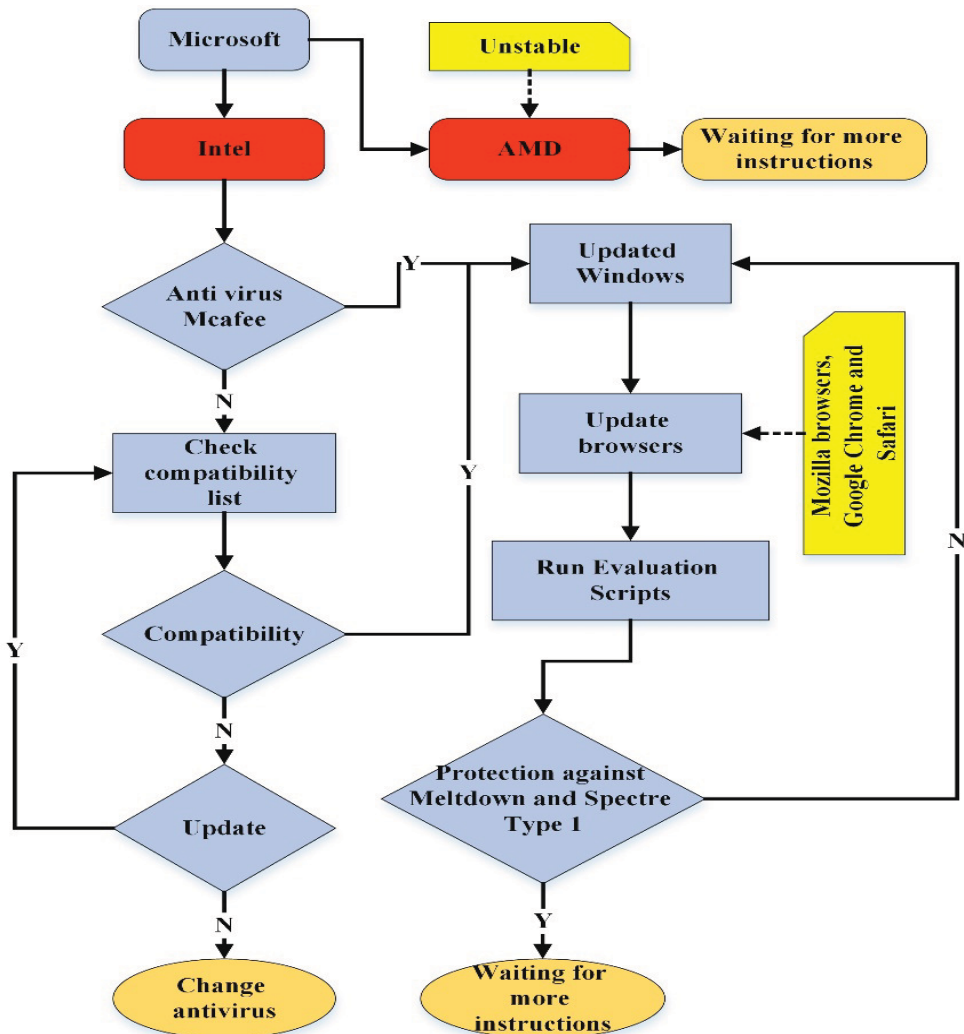 Microsoft
Unstable
Intel
AMD
Waiting for more
instructions
Anti virus
Mcafee
Y
Updated
Windows
N
Check
compatibility
list
Update
browsers
Mozilla browsers,
Google Chrome and
Safari
Y
N
Run Evaluation
Scripts
Compatibility
Y
N
Protection against
Meltdown and Spectre
Type 1
Update
N
Y
Change
antivirus
Waiting for
more
instructions